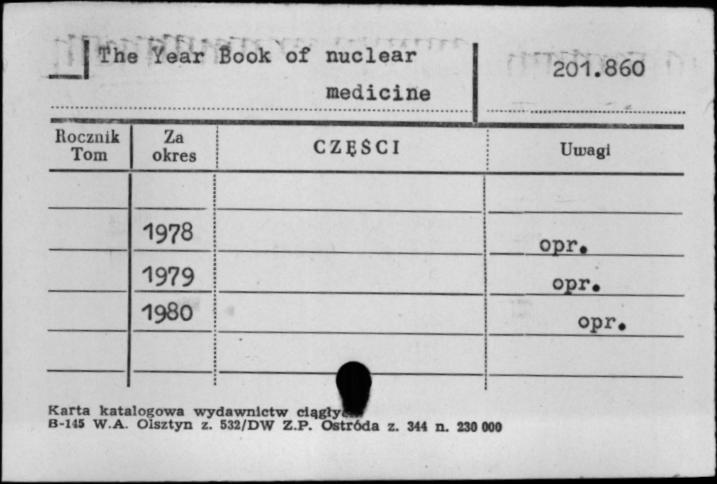 The Year Book of nuclear
medicine
201.860
Rocznik Tom
Za okres
CZĘŚCI
Uwagi
1978 opr.
1979 opr.
1980 opr.
Karta katalogowa wydawnictw
B-145 W.A. Olsztyn z. 532/DW Z.P. Ostróda z. 344 n. 230 000